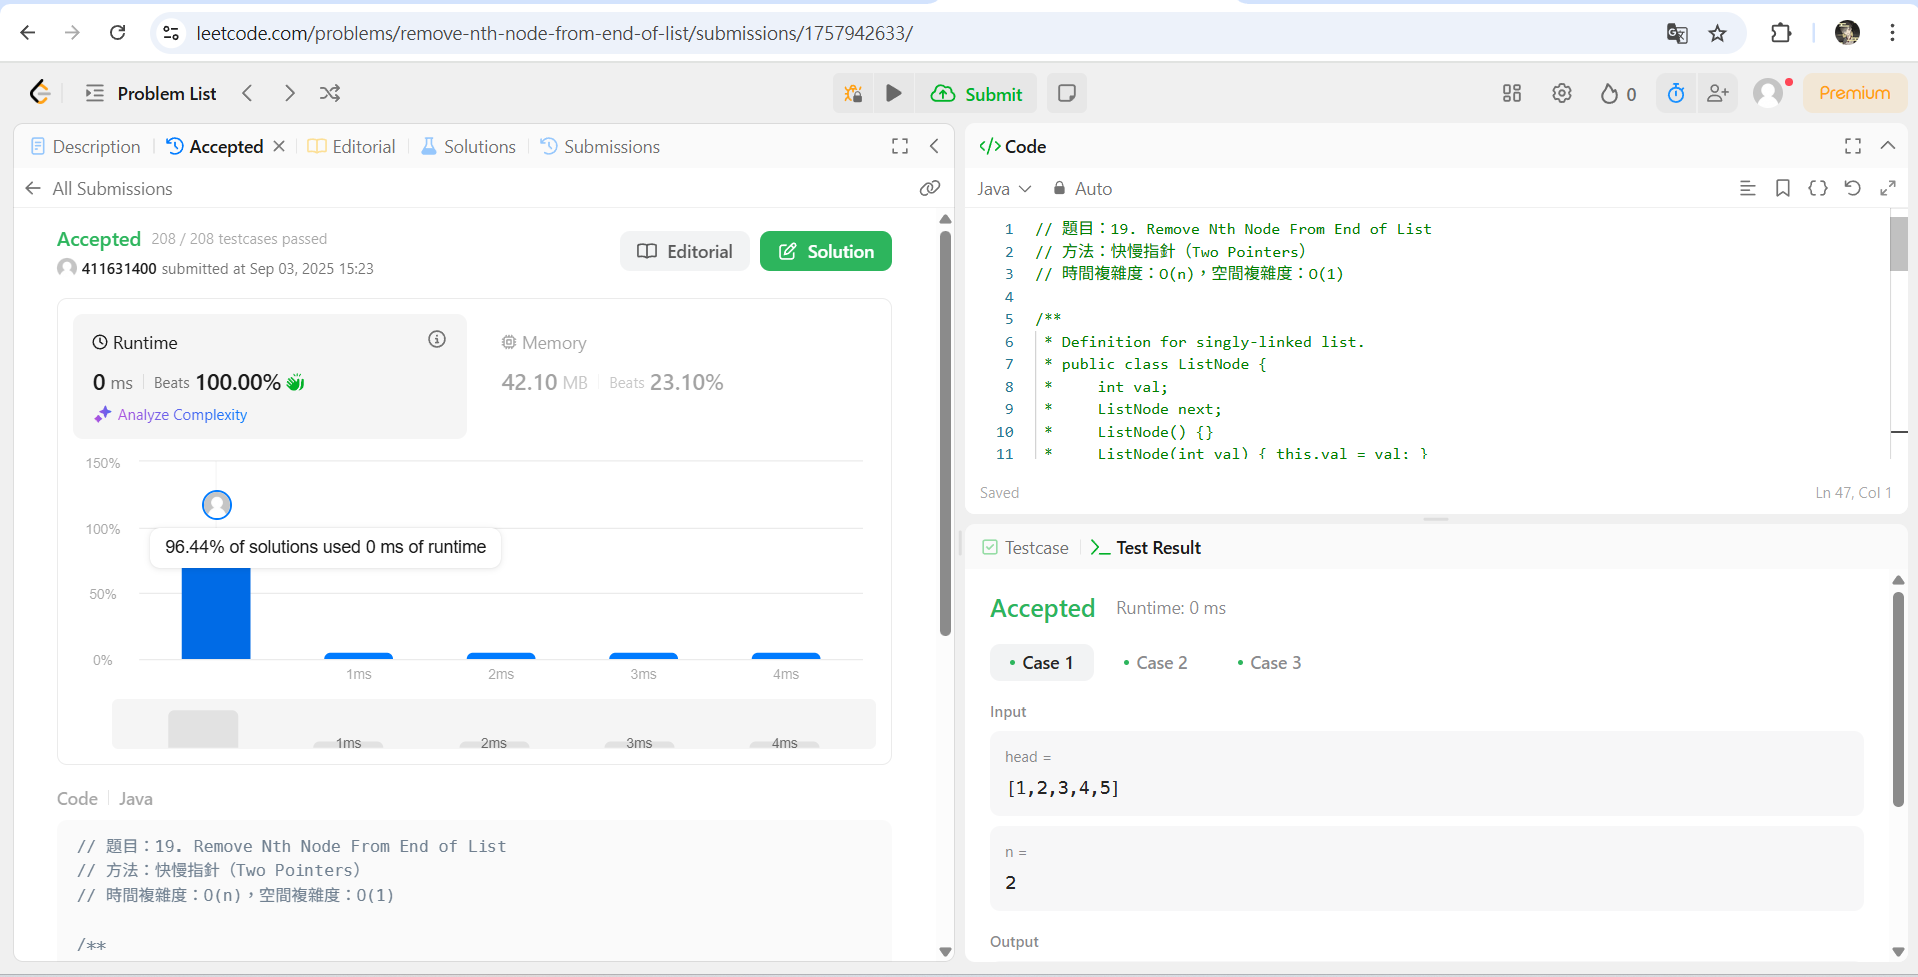 leetcode.com/problems/remove-nth-node-from-end-of-list/submissions/1757942633/
Problem List
Submit
0
Premium
Description
Accepted
Editorial
Solutions
Submissions
All Submissions
Accepted 208 / 208 testcases passed
411631400 submitted at Sep 03, 2025 15:23
Editorial
Solution
Runtime
0 ms Beats 100.00%
Analyze Complexity
Memory
42.10 MB Beats 23.10%
150%
100%
50%
0%
96.44% of solutions used 0 ms of runtime
1ms 2ms 3ms 4ms
1ms 2ms 3ms 4ms
Code Java
// 題目：19. Remove Nth Node From End of List
// 方法：快慢指針（Two Pointers）
// 時間複雜度：O(n)，空間複雜度：O(1)
/**
Code
Java Auto
1 // 題目：19. Remove Nth Node From End of List
2 // 方法：快慢指針（Two Pointers）
3 // 時間複雜度：O(n)，空間複雜度：O(1)
4
5 /**
6 * Definition for singly-linked list.
7 * public class ListNode {
8 * int val;
9 * ListNode next;
10 * ListNode() {}
11 * ListNode(int val) { this.val = val; }
Saved
Ln 47, Col 1
Testcase
Test Result
Accepted Runtime: 0 ms
Case 1
Case 2
Case 3
Input
head =
[1,2,3,4,5]
n =
2
Output